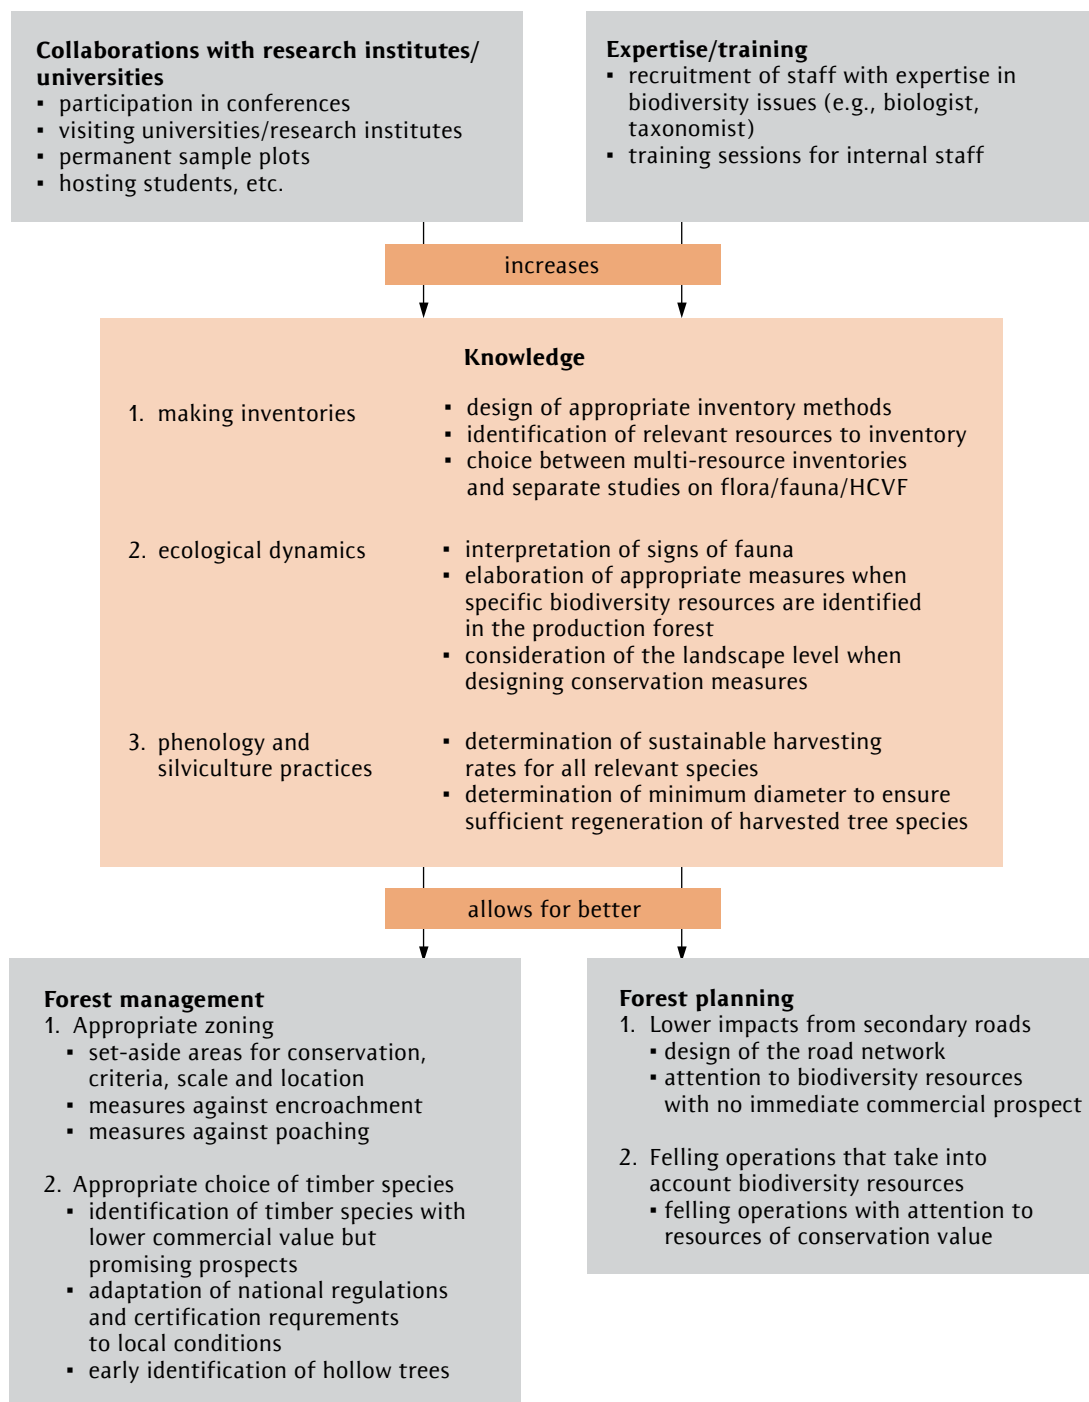 Collaborations with research institutes/
universities
▪ participation in conferences
▪ visiting universities/research institutes
▪ permanent sample plots
▪ hosting students, etc.
Expertise/training
▪ recruitment of staff with expertise in
biodiversity issues (e.g., biologist,
taxonomist)
▪ training sessions for internal staff
increases
Knowledge
1. making inventories
▪ design of appropriate inventory methods
▪ identification of relevant resources to inventory
▪ choice between multi-resource inventories
and separate studies on flora/fauna/HCVF
2. ecological dynamics
▪ interpretation of signs of fauna
▪ elaboration of appropriate measures when
specific biodiversity resources are identified
in the production forest
▪ consideration of the landscape level when
designing conservation measures
3. phenology and
silviculture practices
▪ determination of sustainable harvesting
rates for all relevant species
▪ determination of minimum diameter to ensure
sufficient regeneration of harvested tree species
allows for better
Forest management
1. Appropriate zoning
▪ set-aside areas for conservation,
criteria, scale and location
▪ measures against encroachment
▪ measures against poaching
2. Appropriate choice of timber species
▪ identification of timber species with
lower commercial value but
promising prospects
▪ adaptation of national regulations
and certification requrements
to local conditions
▪ early identification of hollow trees
Forest planning
1. Lower impacts from secondary roads
▪ design of the road network
▪ attention to biodiversity resources
with no immediate commercial prospect
2. Felling operations that take into
account biodiversity resources
▪ felling operations with attention to
resources of conservation value